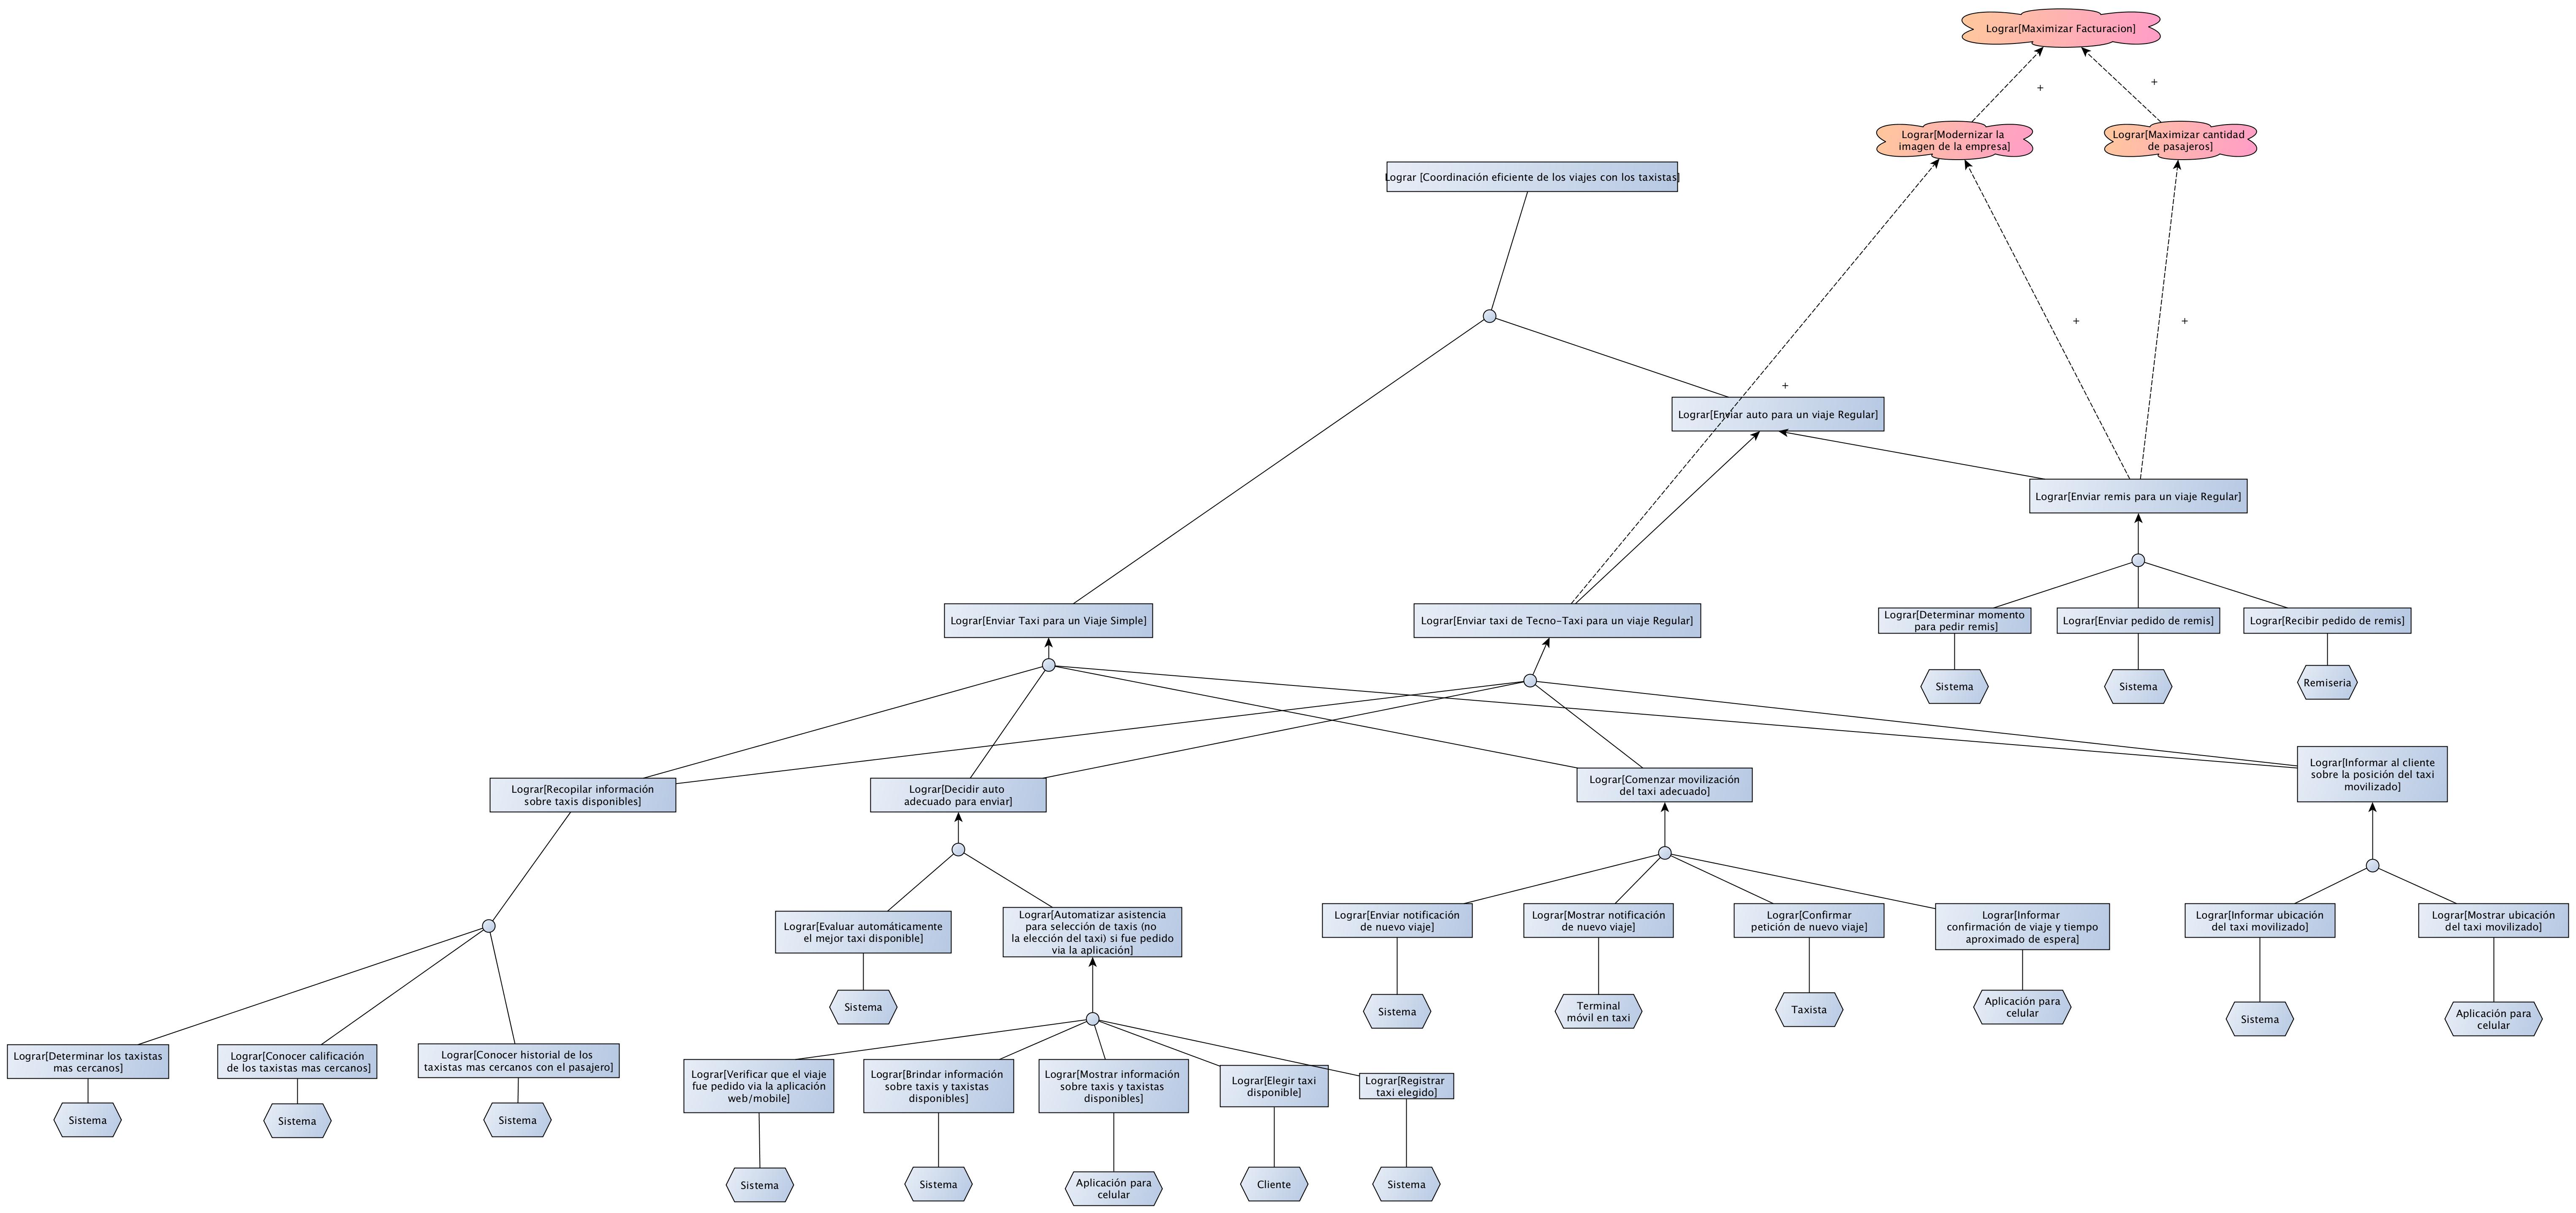 Lograr[Maximizar Facturacion]
+
+
Lograr[Modernizar la
imagen de la empresa]
Lograr[Maximizar cantidad
de pasajeros]
Lograr [Coordinación eficiente de los viajes con los taxistas]
+
+
+
Lograr[Enviar auto para un viaje Regular]
Lograr[Enviar remis para un viaje Regular]
Lograr[Enviar Taxi para un Viaje Simple]
Lograr[Enviar taxi de Tecno-Taxi para un viaje Regular]
Lograr[Determinar momento
para pedir remis]
Lograr[Enviar pedido de remis]
Lograr[Recibir pedido de remis]
Sistema
Sistema
Remiseria
Lograr[Recopilar información
sobre taxis disponibles]
Lograr[Decidir auto
adecuado para enviar]
Lograr[Comenzar movilización
del taxi adecuado]
Lograr[Informar al cliente
sobre la posición del taxi
movilizado]
Lograr[Evaluar automáticamente
el mejor taxi disponible]
Lograr[Automatizar asistencia
para selección de taxis (no
la elección del taxi) si fue pedido
via la aplicación]
Lograr[Enviar notificación
de nuevo viaje]
Lograr[Mostrar notificación
de nuevo viaje]
Lograr[Confirmar
petición de nuevo viaje]
Lograr[Informar
confirmación de viaje y tiempo
aproximado de espera]
Lograr[Informar ubicación
del taxi movilizado]
Lograr[Mostrar ubicación
del taxi movilizado]
Sistema
Sistema
Terminal
móvil en taxi
Taxista
Aplicación para
celular
Sistema
Aplicación para
celular
Lograr[Determinar los taxistas
mas cercanos]
Lograr[Conocer calificación
de los taxistas mas cercanos]
Lograr[Conocer historial de los
taxistas mas cercanos con el pasajero]
Sistema
Sistema
Sistema
Lograr[Verificar que el viaje
fue pedido via la aplicación
web/mobile]
Lograr[Brindar información
sobre taxis y taxistas
disponibles]
Lograr[Mostrar información
sobre taxis y taxistas
disponibles]
Lograr[Elegir taxi
disponible]
Lograr[Registrar
taxi elegido]
Sistema
Sistema
Aplicación para
celular
Cliente
Sistema